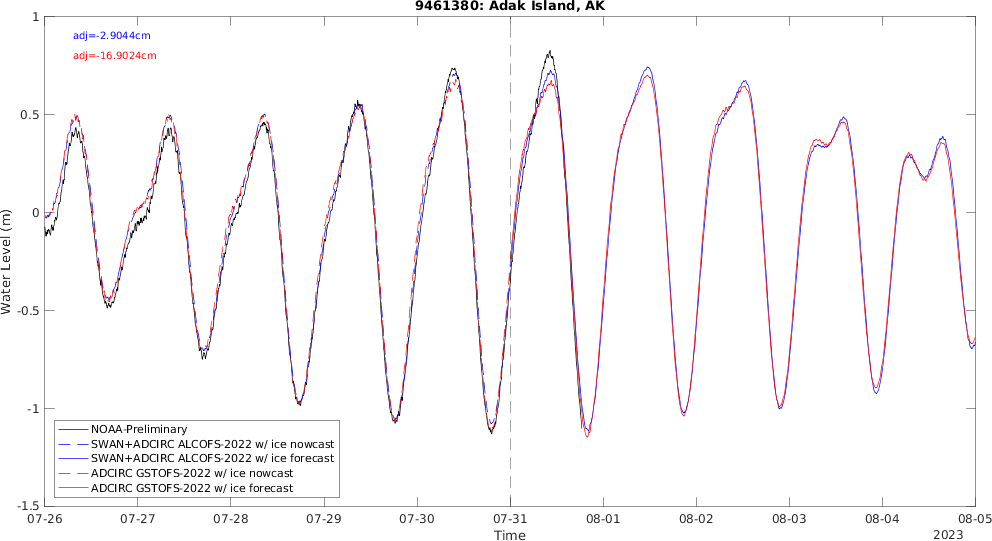 9461380: Adak Island, AK
adj=-2.9044cm
adj=-16.9024cm
1
0.5
0
-0.5
-1
-1.5
Water Level (m)
NOAA-Preliminary
SWAN+ADCIRC ALCOFS-2022 w/ ice nowcast
SWAN+ADCIRC ALCOFS-2022 w/ ice forecast
ADCIRC GSTOFS-2022 w/ ice nowcast
ADCIRC GSTOFS-2022 w/ ice forecast
07-26 07-27 07-28 07-29 07-30 07-31 08-01 08-02 08-03 08-04 08-05
Time
2023